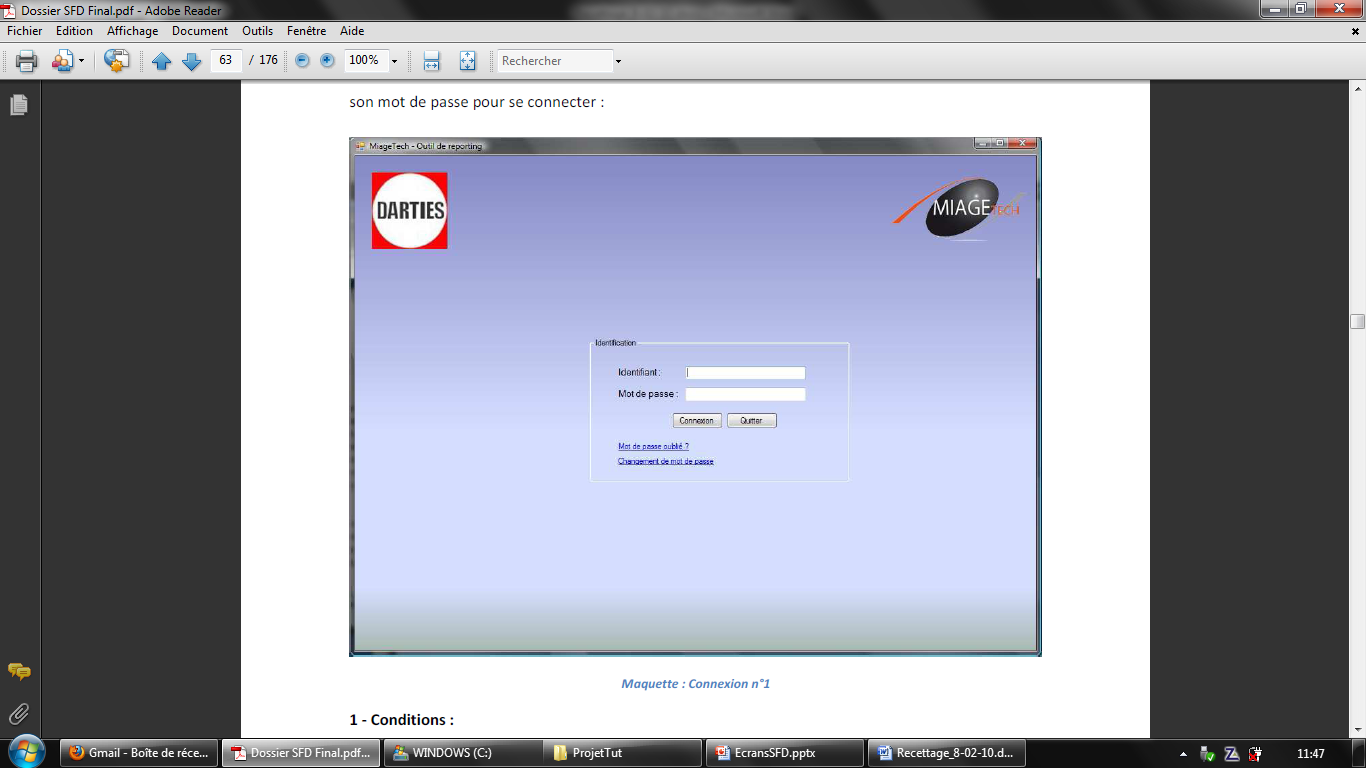 Dossier SFD Final.pdf - Adobe Reader
Fichier Edition Affichage Document Outils Fenêtre Aide
63 / 176 100% Rechercher
son mot de passe pour se connecter :
MiageTech - Outil de reporting
DARTIES
MIAGETECH
Identification
Identifiant :
Mot de passe :
Connexion Quitter
Mot de passe oublié ?
Changement de mot de passe
Maquette : Connexion n°1
1 - Conditions :
Gmail - Boîte de réce... Dossier SFD Final.pdf... WINDOWS (C:) ProjetTut EcransSFD.pptx Recettage_8-02-10.d... 11:47